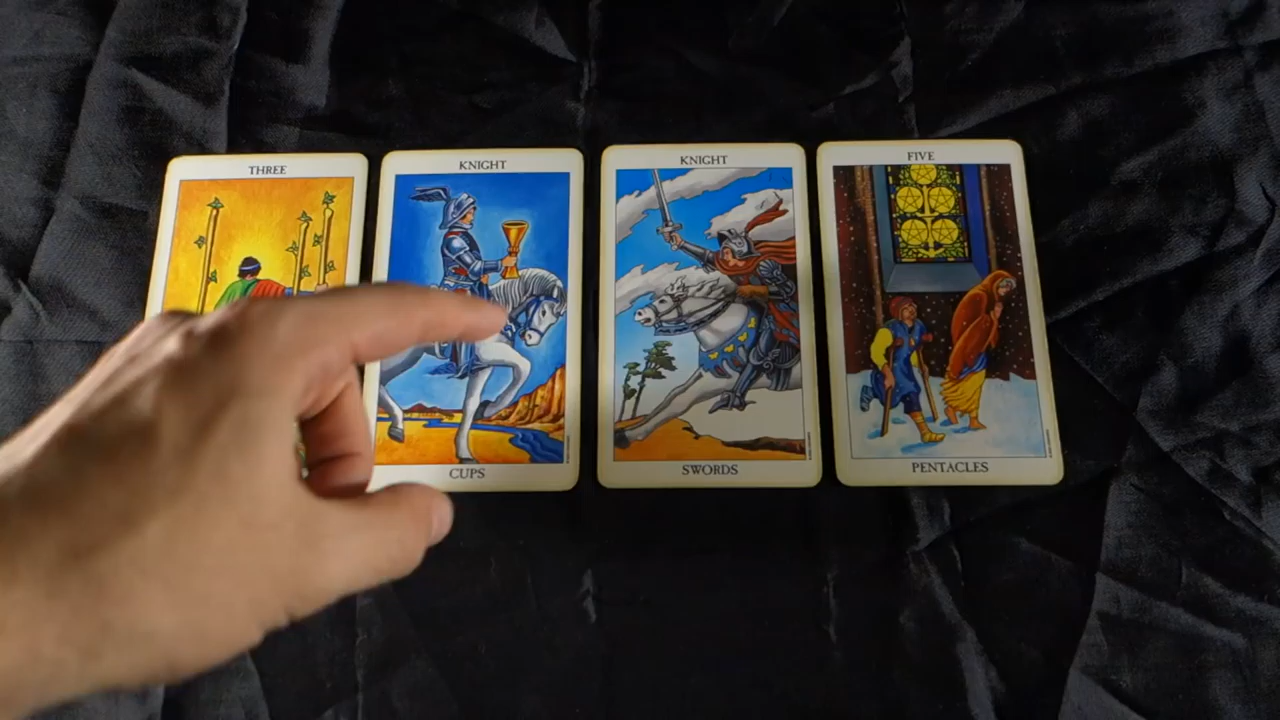 THREE
KNIGHT
CUPS
KNIGHT
SWORDS
FIVE
PENTACLES